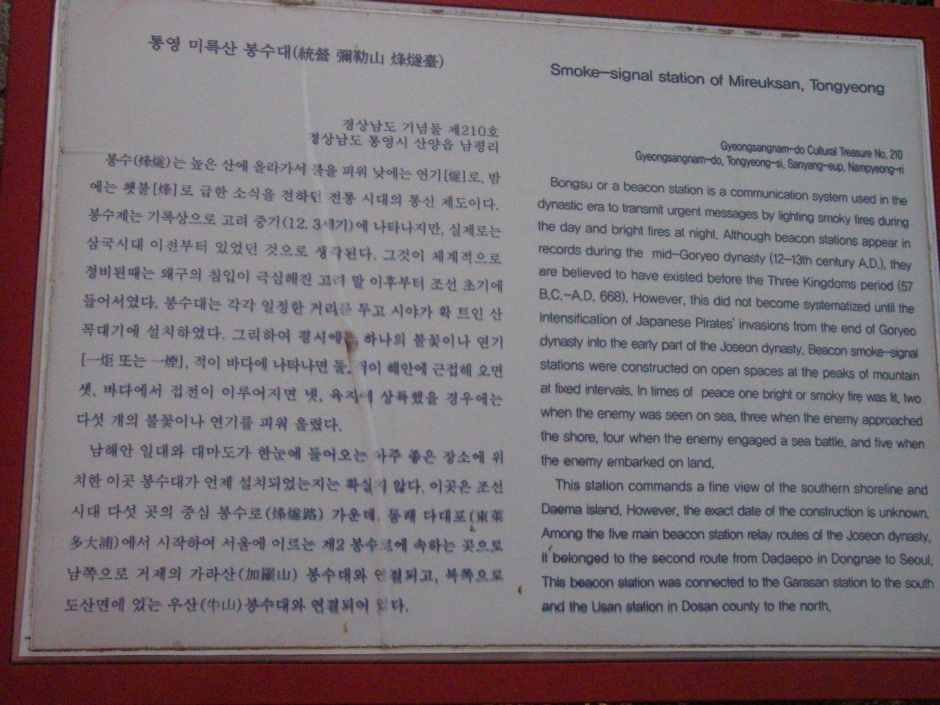 통영 미륵산 봉수대(統營 彌勒山 烽燧臺)
경상남도 기념물 제210호
경상남도 통영시 산양읍 남평리
봉수(烽燧)는 높은 산에 올라가서 불을 피워 낮에는 연기[燧]로, 밤
에는 횃불[烽]로 급한 소식을 전하던 전통 시대의 통신 제도이다.
봉수제는 기록상으로 고려 중기(12. 3세기)에 나타나지만, 실제로는
삼국시대 이전부터 있었던 것으로 생각된다. 그것이 체계적으로
정비된때는 왜구의 침입이 극심해진 고려 말 이후부터 조선 초기에
들어서였다. 봉수대는 각각 일정한 거리를 두고 시야가 확 트인 산
꼭대기에 설치하였다. 그리하여 평시에는 하나의 불꽃이나 연기
[一炬 또는 一煙], 적이 바다에 나타나면 둘, 적이 해안에 근접해 오면
셋, 바다에서 접전이 이루어지면 넷, 육지에 상륙했을 경우에는
다섯 개의 불꽃이나 연기를 피워 올렸다.
남해안 일대와 대마도가 한눈에 들어오는 아주 좋은 장소에 위
치한 이곳 봉수대가 언제 설치되었는지는 확실치 않다. 이곳은 조선
시대 다섯 곳의 중심 봉수로(烽燧路) 가운데, 동래 다대포(東萊
多大浦)에서 시작하여 서울에 이르는 제2 봉수로에 속하는 곳으로
남쪽으로 거제의 가라산(加羅山) 봉수대와 연결되고, 북쪽으로
도산면에 있는 우산(牛山)봉수대와 연결되어 있다.
Smoke-signal station of Mireuksan, Tongyeong
Gyeongsangnam-do Cultural Treasure No. 210
Gyeongsangnam-do, Tongyeong-si, Sanyang-eup, Nampyeong-ri
Bongsu or a beacon station is a communication system used in the
dynastic era to transmit urgent messages by lighting smoky fires during
the day and bright fires at night. Although beacon stations appear in
records during the mid-Goryeo dynasty (12-13th century A.D.), they
are believed to have existed before the Three Kingdoms period (57
B.C.-A.D. 668). However, this did not become systematized until the
intensification of Japanese Pirates' invasions from the end of Goryeo
dynasty into the early part of the Joseon dynasty. Beacon smoke-signal
stations were constructed on open spaces at the peaks of mountain
at fixed intervals. In times of peace one bright or smoky fire was lit, two
when the enemy was seen on sea, three when the enemy approached
the shore, four when the enemy engaged a sea battle, and five when
the enemy embarked on land.
This station commands a fine view of the southern shoreline and
Daema island. However, the exact date of the construction is unknown.
Among the five main beacon station relay routes of the Joseon dynasty,
it belonged to the second route from Dadaepo in Dongnae to Seoul.
This beacon station was connected to the Garasan station to the south
and the Usan station in Dosan county to the north.